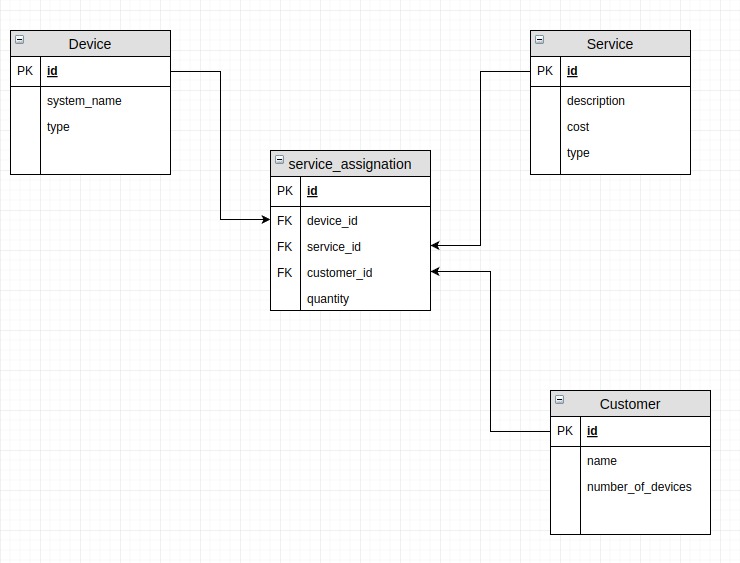 Device
PK id
system_name
type
Service
PK id
description
cost
type
service_assignation
PK id
FK device_id
FK service_id
FK customer_id
quantity
Customer
PK id
name
number_of_devices